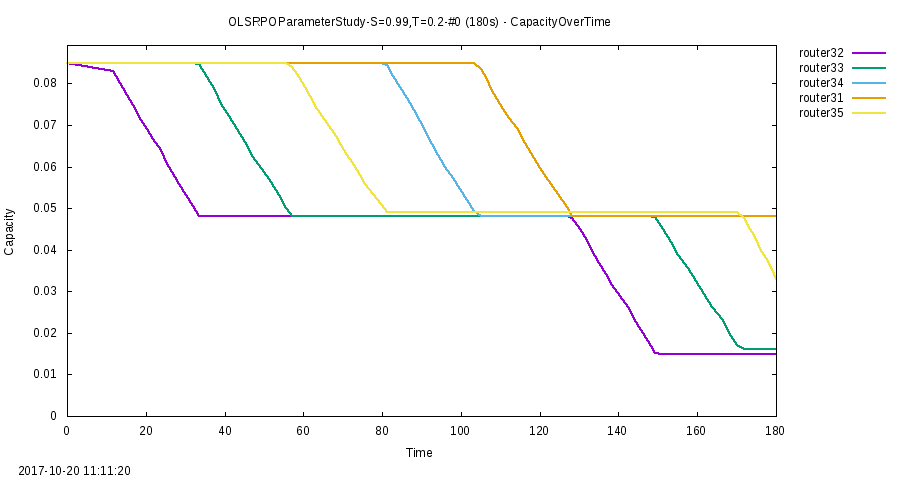 OLSRPOParameterStudy-S=0.99,T=0.2-#0 (180s) - CapacityOverTime
router32
router33
router34
router31
router35
0.08
0.07
0.06
0.05
0.04
0.03
0.02
0.01
0
Capacity
0 20 40 60 80 100 120 140 160 180
Time
2017-10-20 11:11:20